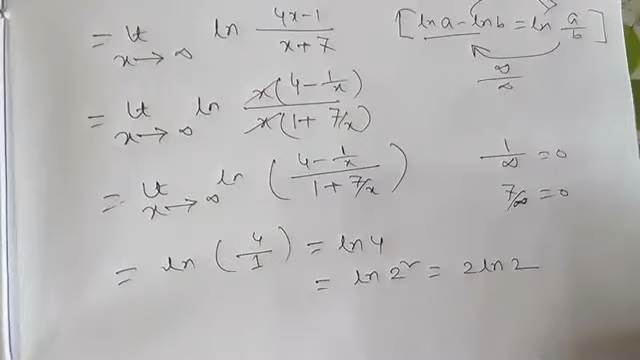 = lt x→∞ ln (4x-1)/(x+7) [ln a - ln b = ln a/b]
∞/∞
= lt x→∞ ln x(4 - 1/x)/x(1 + 7/x)
= lt x→∞ ln ((4 - 1/x)/(1 + 7/x)) 1/∞ = 0
7/∞ = 0
= ln (4/1) = ln 4
= ln 2² = 2 ln 2